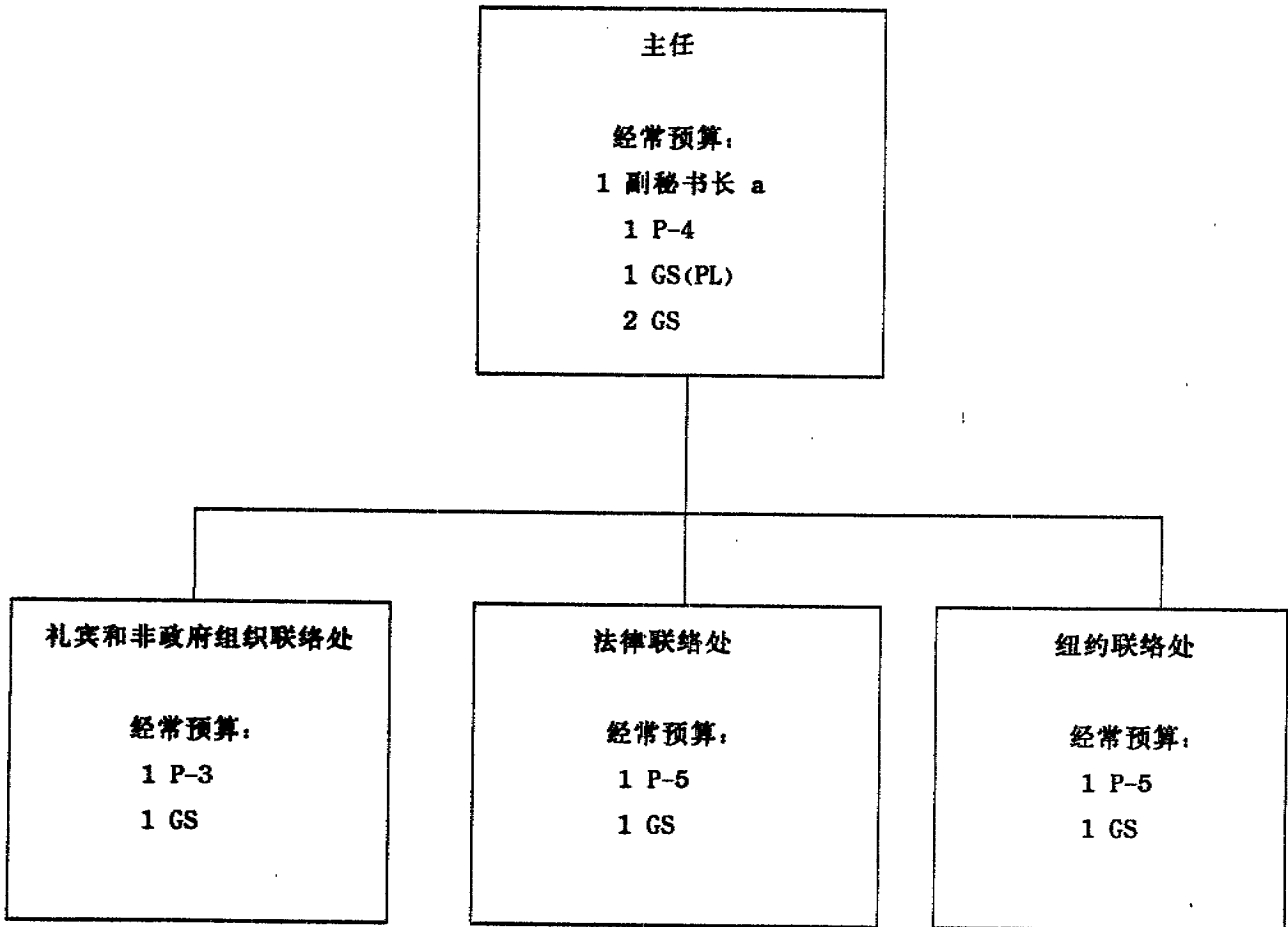 主任
经常预算:
1 副秘书长 a
1 P-4
1 GS(PL)
2 GS
礼宾和非政府组织联络处
经常预算:
1 P-3
1 GS
法律联络处
经常预算:
1 P-5
1 GS
纽约联络处
经常预算:
1 P-5
1 GS